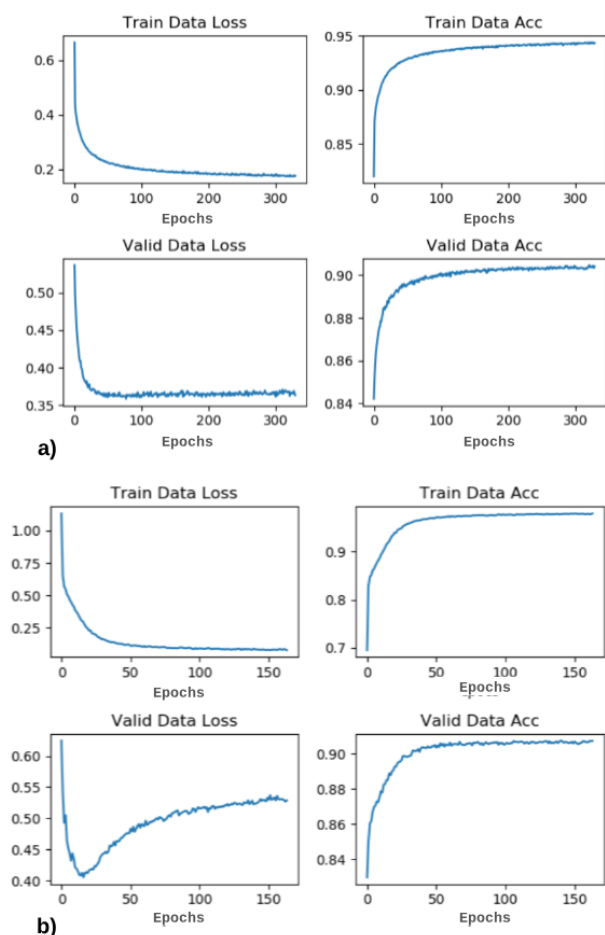 Train Data Loss
Train Data Acc
0.6
0.4
0.2
0 100 200 300
Epochs
0.95
0.90
0.85
0 100 200 300
Epochs
Valid Data Loss
Valid Data Acc
0.50
0.45
0.40
0.35
0 100 200 300
Epochs
0.90
0.88
0.86
0.84
0 100 200 300
Epochs
a)
Train Data Loss
Train Data Acc
1.00
0.75
0.50
0.25
0 50 100 150
Epochs
0.9
0.8
0.7
0 50 100 150
Epochs
Valid Data Loss
Valid Data Acc
0.60
0.55
0.50
0.45
0.40
0 50 100 150
Epochs
0.90
0.88
0.86
0.84
0 50 100 150
Epochs
b)